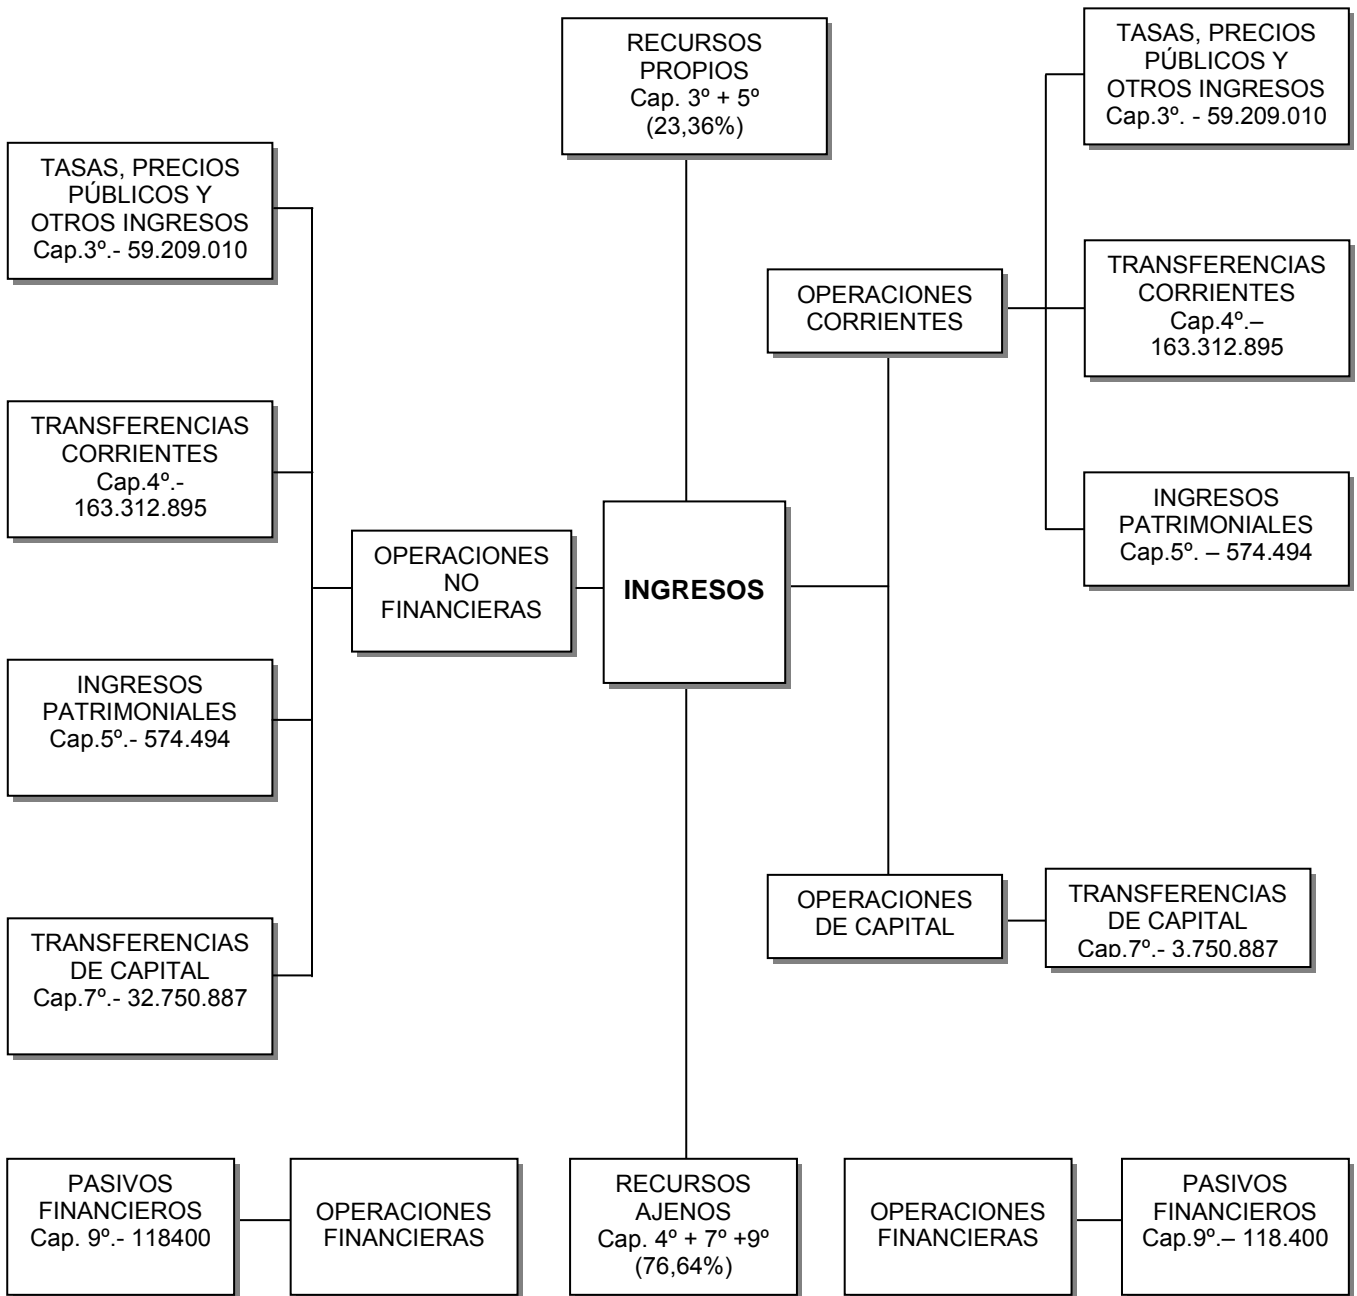 RECURSOS
PROPIOS
Cap. 3º + 5º
(23,36%)
TASAS, PRECIOS
PÚBLICOS Y
OTROS INGRESOS
Cap.3º. - 59.209.010
TASAS, PRECIOS
PÚBLICOS Y
OTROS INGRESOS
Cap.3º.- 59.209.010
OPERACIONES
CORRIENTES
TRANSFERENCIAS
CORRIENTES
Cap.4º.–
163.312.895
TRANSFERENCIAS
CORRIENTES
Cap.4º.-
163.312.895
INGRESOS
PATRIMONIALES
Cap.5º. – 574.494
OPERACIONES
NO
FINANCIERAS
INGRESOS
INGRESOS
PATRIMONIALES
Cap.5º.- 574.494
OPERACIONES
DE CAPITAL
TRANSFERENCIAS
DE CAPITAL
Cap.7º.- 3.750.887
TRANSFERENCIAS
DE CAPITAL
Cap.7º.- 32.750.887
PASIVOS
FINANCIEROS
Cap. 9º.- 118400
OPERACIONES
FINANCIERAS
RECURSOS
AJENOS
Cap. 4º + 7º +9º
(76,64%)
OPERACIONES
FINANCIERAS
PASIVOS
FINANCIEROS
Cap.9º.– 118.400